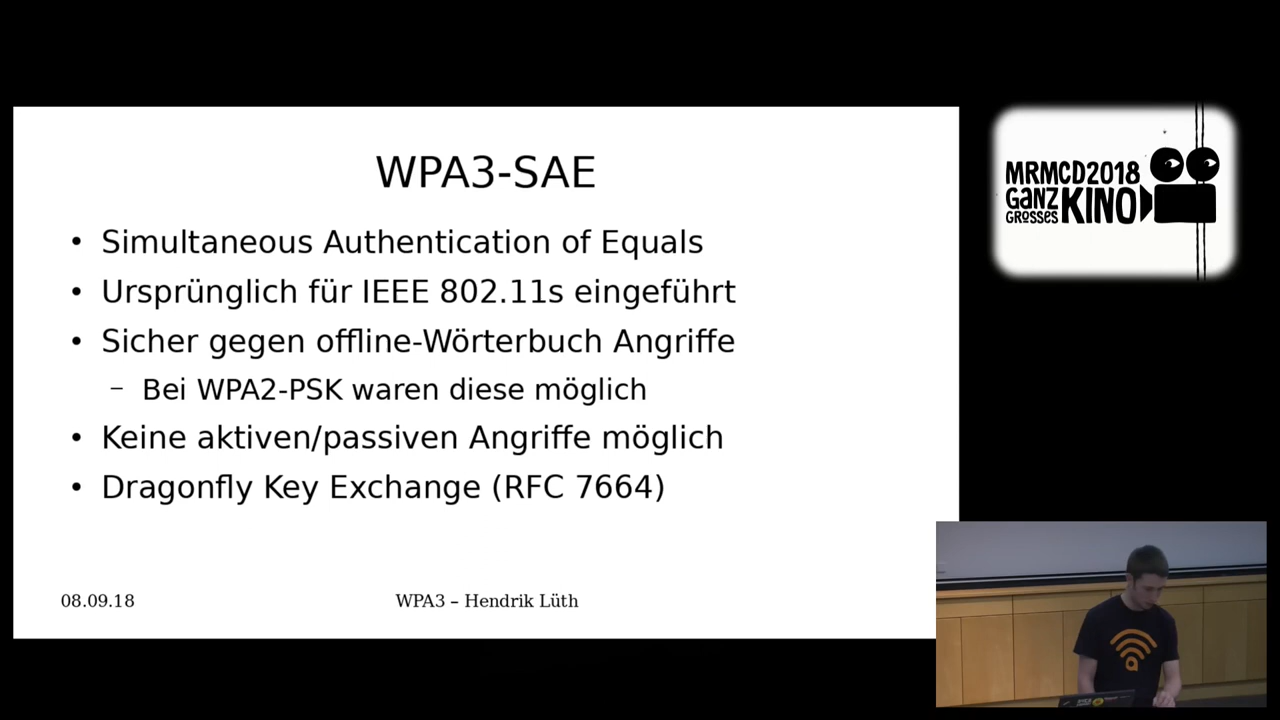 WPA3-SAE
• Simultaneous Authentication of Equals
• Ursprünglich für IEEE 802.11s eingeführt
• Sicher gegen offline-Wörterbuch Angriffe
– Bei WPA2-PSK waren diese möglich
• Keine aktiven/passiven Angriffe möglich
• Dragonfly Key Exchange (RFC 7664)
08.09.18
WPA3 – Hendrik Lüth
MRMCD2018
GANZ
GROSSES
KINO